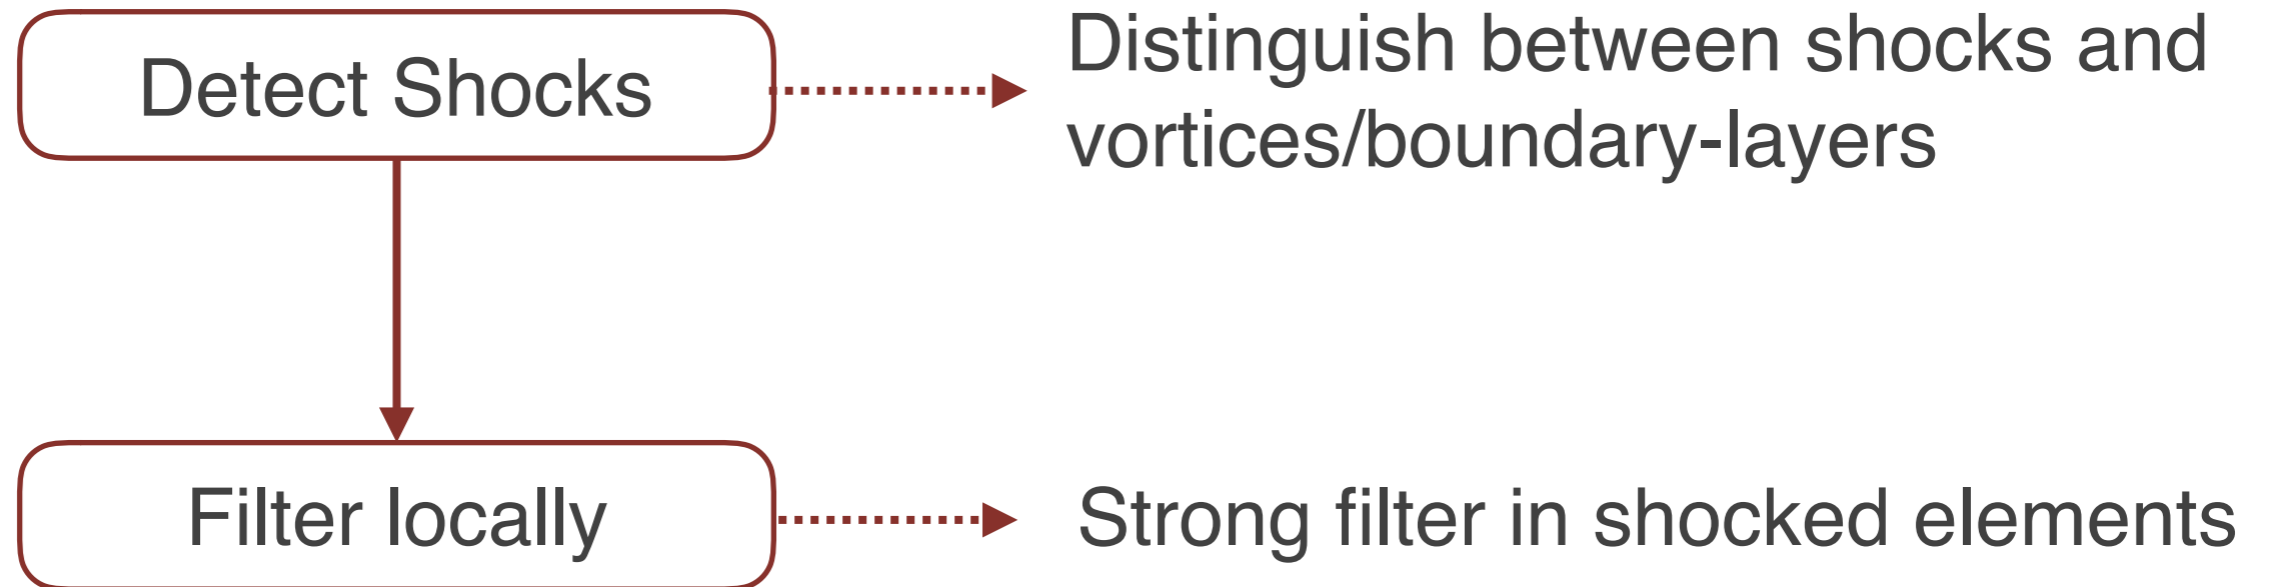 Detect Shocks
Distinguish between shocks and
vortices/boundary-layers
Filter locally
Strong filter in shocked elements